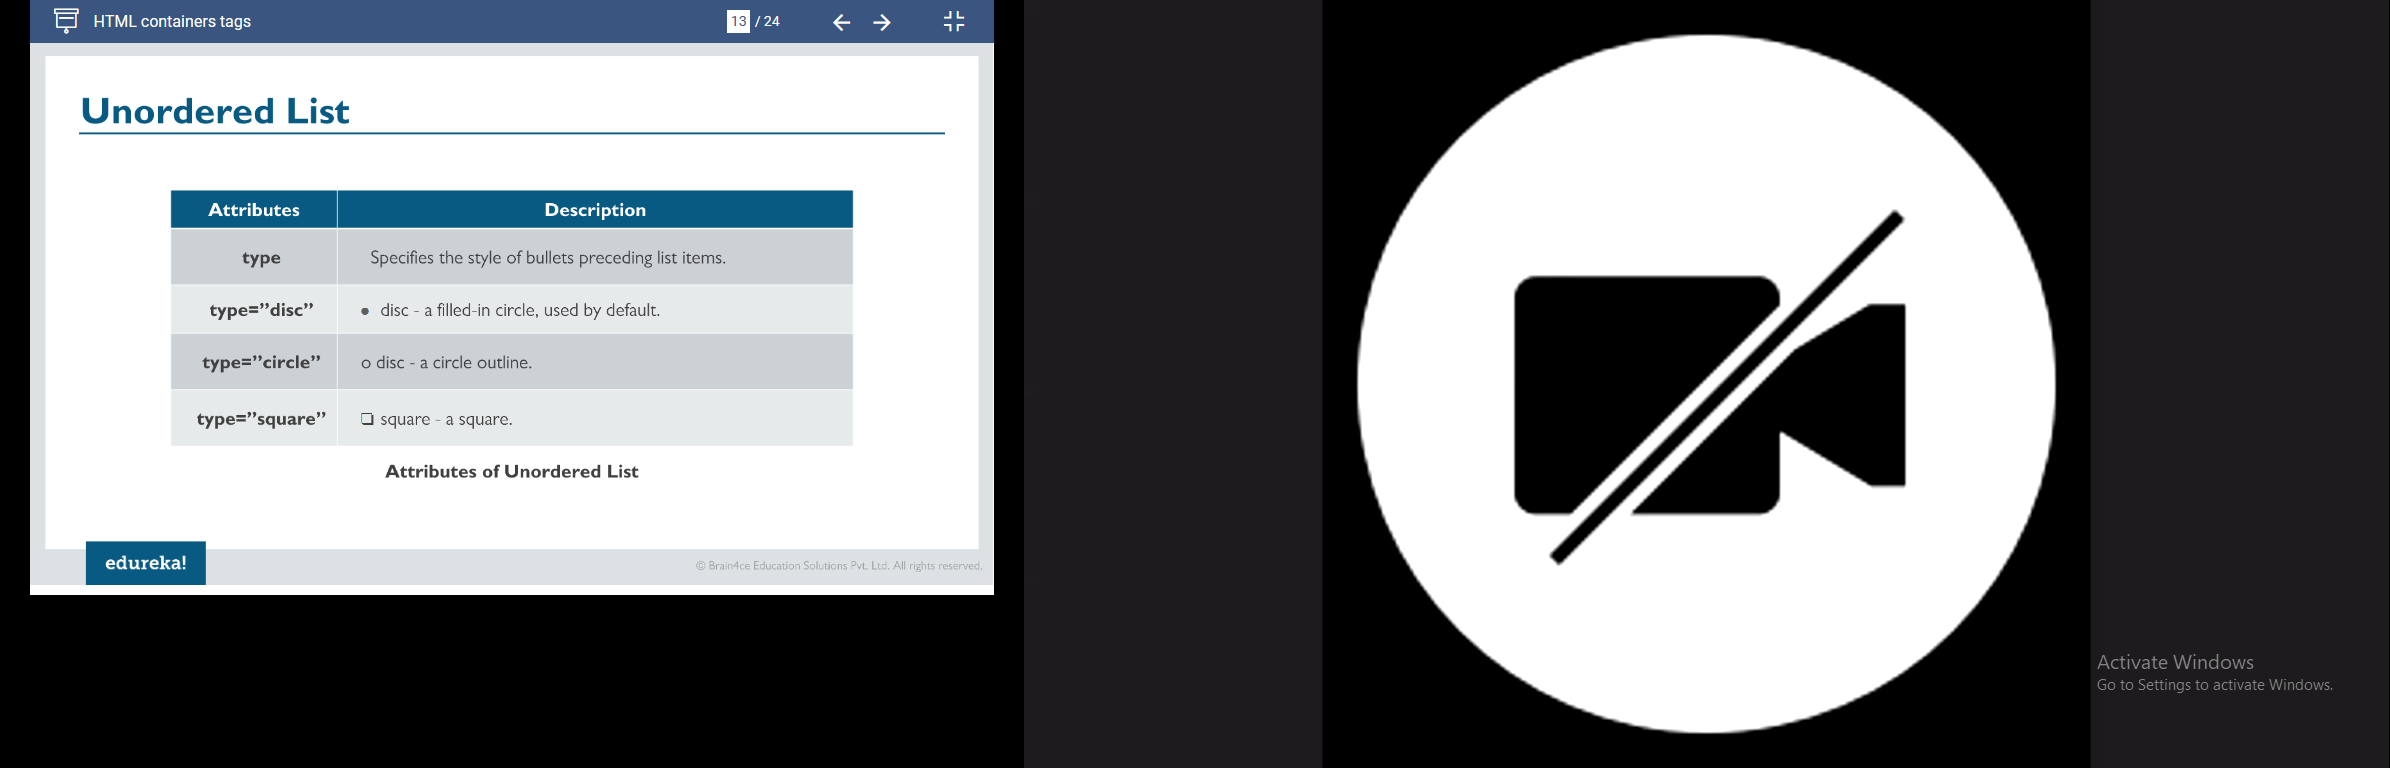 HTML containers tags
13 / 24
Unordered List
Attributes Description
type Specifies the style of bullets preceding list items.
type=”disc” • disc - a filled-in circle, used by default.
type=”circle” o disc - a circle outline.
type=”square” ❑ square - a square.
Attributes of Unordered List
edureka!
© Brain4ce Education Solutions Pvt. Ltd. All rights reserved.
Activate Windows
Go to Settings to activate Windows.